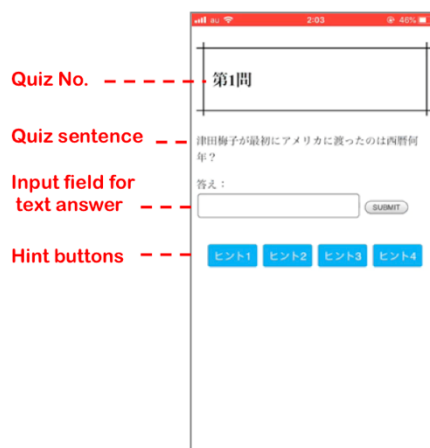 au 2:03 46%
Quiz No.
第1問
Quiz sentence
津田梅子が最初にアメリカに渡ったのは西暦何
年？
Input field for
text answer
答え：
SUBMIT
Hint buttons
ヒント1 ヒント2 ヒント3 ヒント4